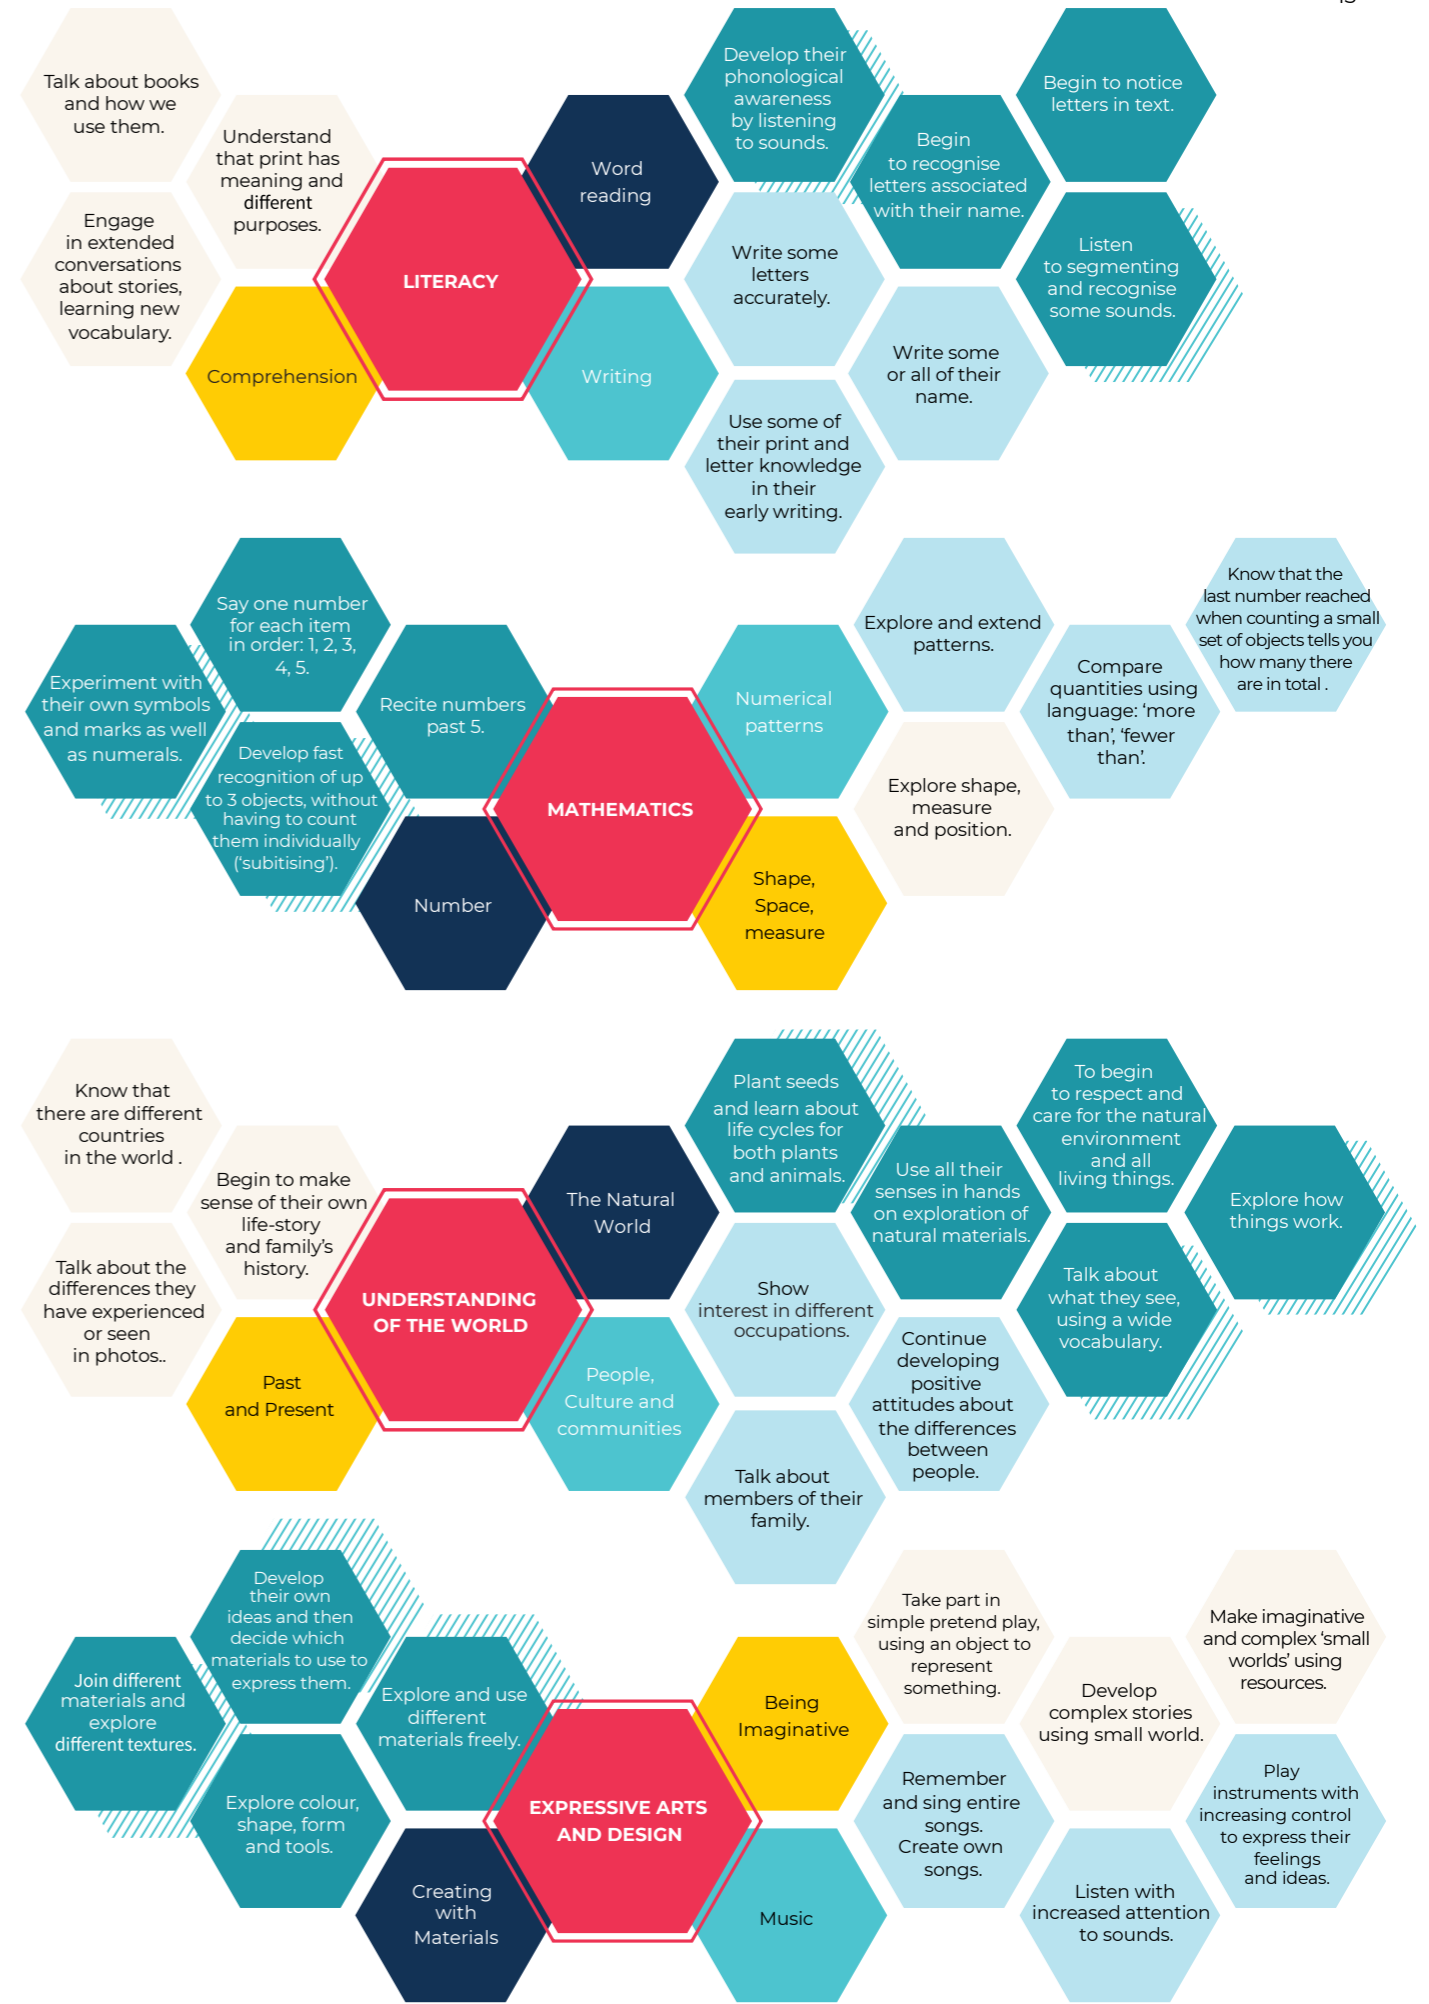 Talk about books
and how we
use them.
Understand
that print has
meaning and
different
purposes.
Engage
in extended
conversations
about stories,
learning new
vocabulary.
Comprehension
LITERACY
Word
reading
Writing
Develop their
phonological
awareness
by listening
to sounds.
Begin
to recognise
letters associated
with their name.
Begin to notice
letters in text.
Listen
to segmenting
and recognise
some sounds.
Write some
letters
accurately.
Write some
or all of their
name.
Use some of
their print and
letter knowledge
in their
early writing.
Say one number
for each item
in order: 1, 2, 3,
4, 5.
Experiment with
their own symbols
and marks as well
as numerals.
Recite numbers
past 5.
Develop fast
recognition of up
to 3 objects, without
having to count
them individually
(‘subitising’).
Number
MATHEMATICS
Numerical
patterns
Shape,
Space,
measure
Explore and extend
patterns.
Compare
quantities using
language: ‘more
than’, ‘fewer
than’.
Know that the
last number reached
when counting a small
set of objects tells you
how many there
are in total .
Explore shape,
measure
and position.
Know that
there are different
countries
in the world .
Begin to make
sense of their own
life-story
and family’s
history.
Talk about the
differences they
have experienced
or seen
in photos..
Past
and Present
UNDERSTANDING
OF THE WORLD
The Natural
World
People,
Culture and
communities
Plant seeds
and learn about
life cycles for
both plants
and animals.
Use all their
senses in hands
on exploration of
natural materials.
To begin
to respect and
care for the natural
environment
and all
living things.
Explore how
things work.
Talk about
what they see,
using a wide
vocabulary.
Show
interest in different
occupations.
Continue
developing
positive
attitudes about
the differences
between
people.
Talk about
members of their
family.
Develop
their own
ideas and then
decide which
materials to use to
express them.
Join different
materials and
explore
different textures.
Explore and use
different
materials freely.
Explore colour,
shape, form
and tools.
Creating
with
Materials
EXPRESSIVE ARTS
AND DESIGN
Being
Imaginative
Music
Take part in
simple pretend play,
using an object to
represent
something.
Develop
complex stories
using small world.
Make imaginative
and complex ‘small
worlds’ using
resources.
Remember
and sing entire
songs.
Create own
songs.
Listen with
increased attention
to sounds.
Play
instruments with
increasing control
to express their
feelings
and ideas.